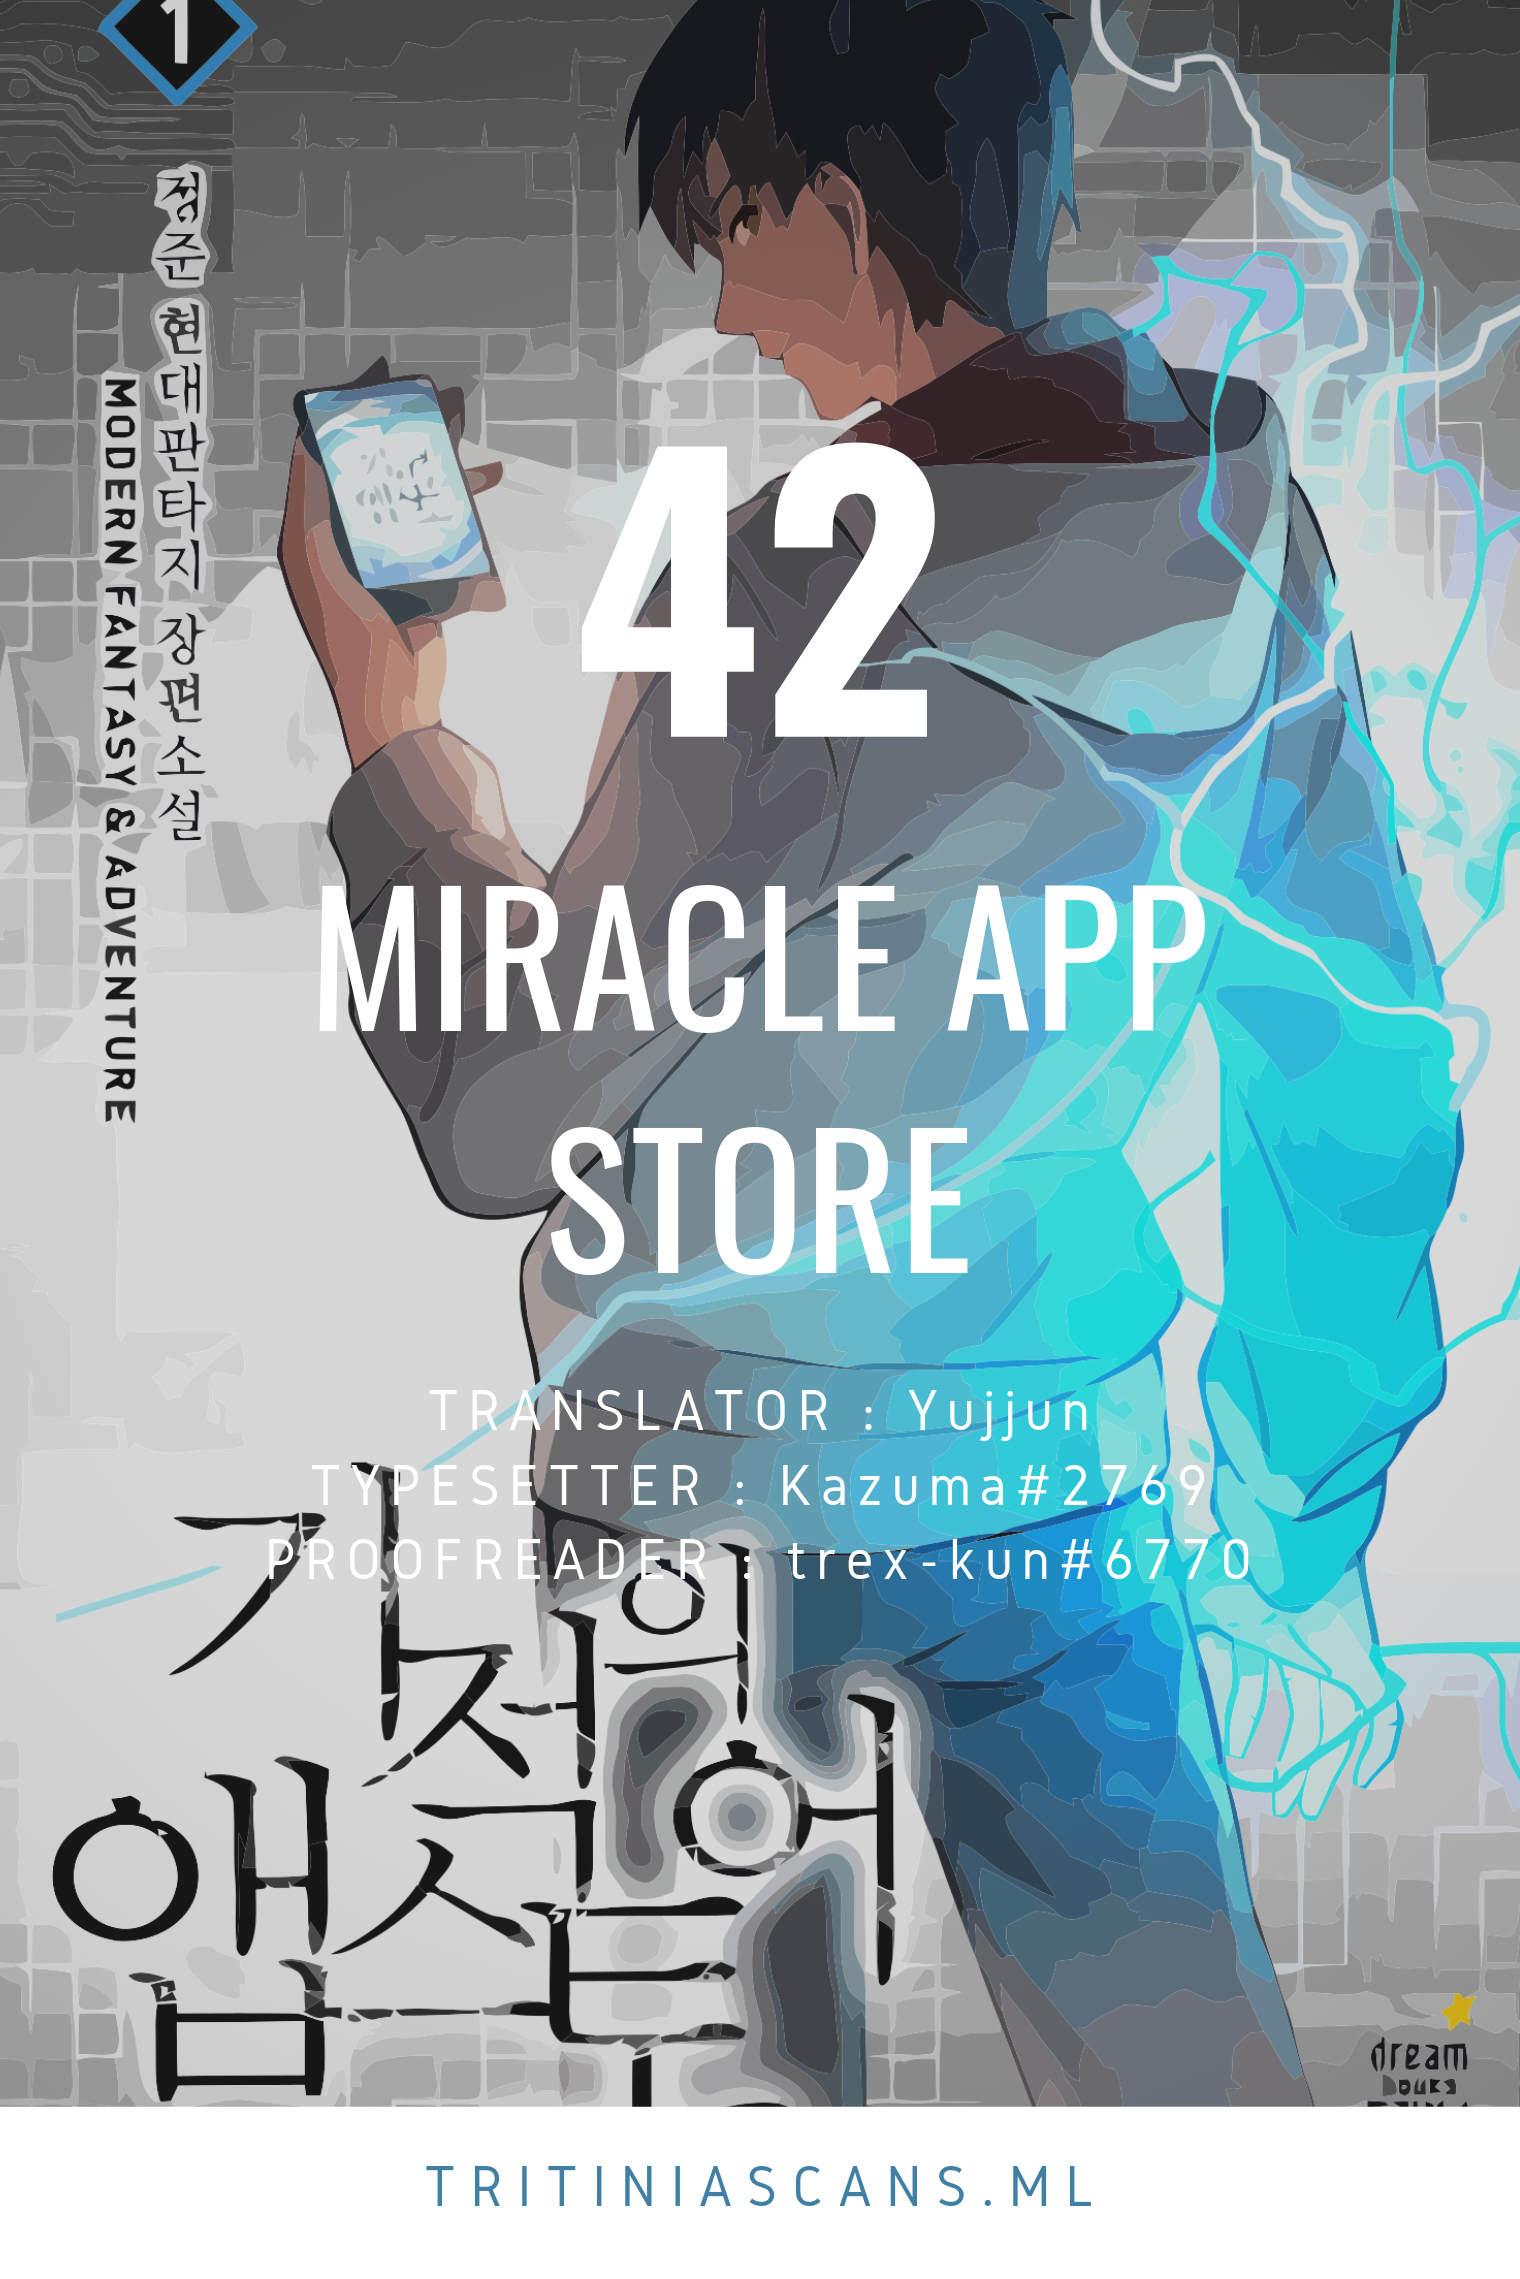 1
정준 현대판타지 장편소설
MODERN FANTASY & ADVENTURE
42
MIRACLE APP
STORE
TRANSLATOR : Yujjun
TYPESETTER : Kazuma#2769
PROOFREADER : trex-kun#6770
기적의
앱스토어
dream
TRITINIASCANS.ML